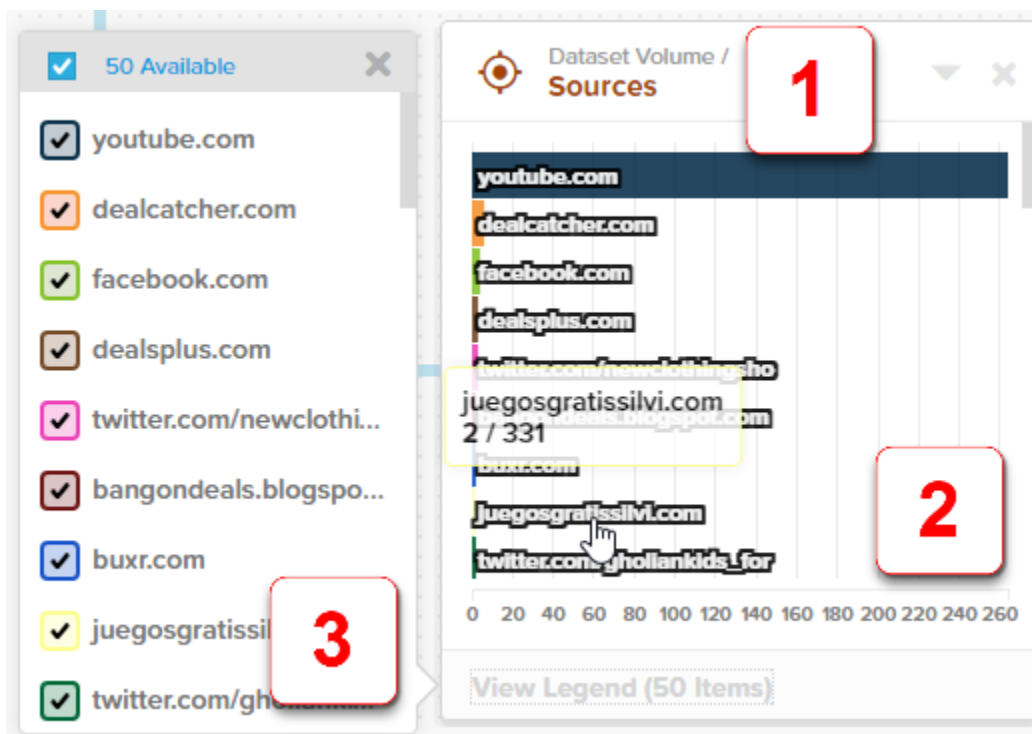 50 Available
youtube.com
dealcatcher.com
facebook.com
dealsplus.com
twitter.com/newclothi...
bangondeals.blogspo...
buxr.com
juegosgratissil
twitter.com/gh
3
Dataset Volume /
Sources
1
youtube.com
dealcatcher.com
facebook.com
dealsplus.com
twitter.com/newclothingsho
juegosgratissilvi.com
2 / 331
buxr.com
juegosgratissilvi.com
twitter.com/gholiankids_for
2
0 20 40 60 80 100 120 140 160 180 200 220 240 260
View Legend (50 Items)